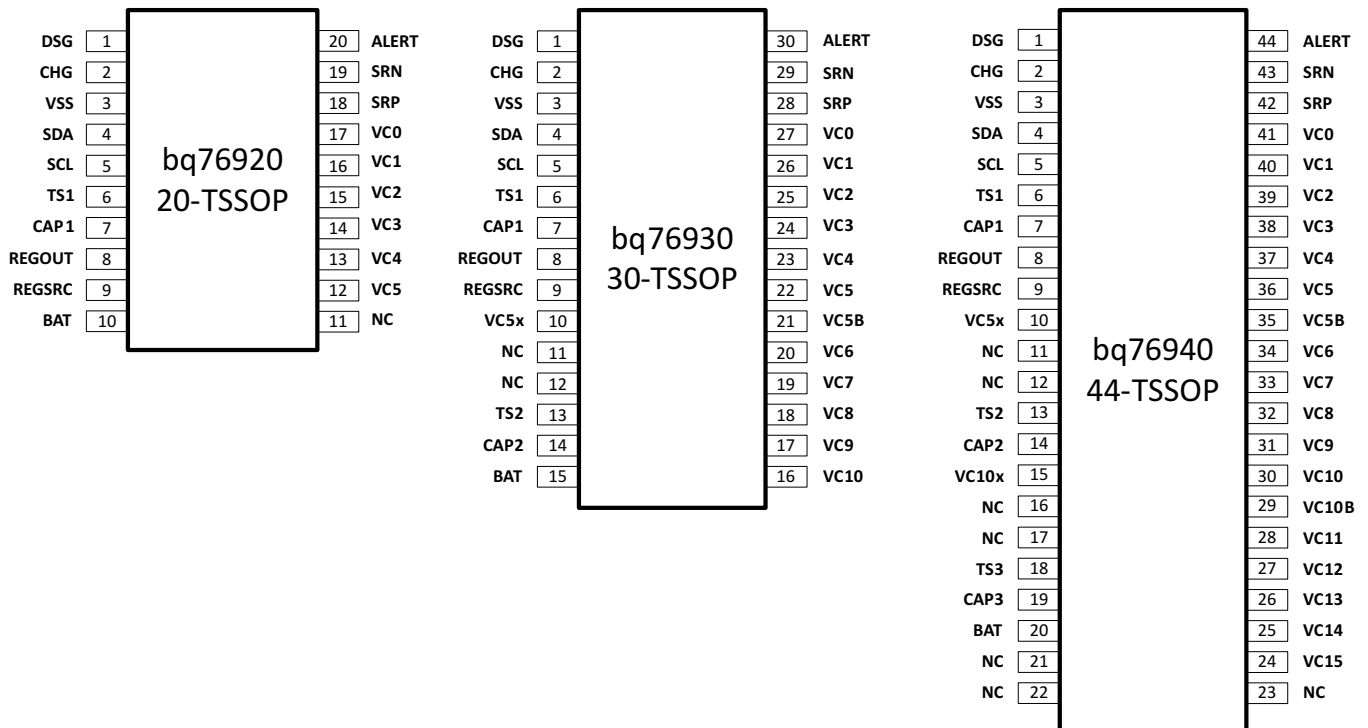 DSG 1 20 ALERT
CHG 2 19 SRN
VSS 3 18 SRP
SDA 4 17 VC0
SCL 5 16 VC1
TS1 6 15 VC2
CAP1 7 14 VC3
REGOUT 8 13 VC4
REGSRC 9 12 VC5
BAT 10 11 NC
bq76920
20-TSSOP
DSG 1 30 ALERT
CHG 2 29 SRN
VSS 3 28 SRP
SDA 4 27 VC0
SCL 5 26 VC1
TS1 6 25 VC2
CAP1 7 24 VC3
REGOUT 8 23 VC4
REGSRC 9 22 VC5
VC5x 10 21 VC5B
NC 11 20 VC6
NC 12 19 VC7
TS2 13 18 VC8
CAP2 14 17 VC9
BAT 15 16 VC10
bq76930
30-TSSOP
DSG 1 44 ALERT
CHG 2 43 SRN
VSS 3 42 SRP
SDA 4 41 VC0
SCL 5 40 VC1
TS1 6 39 VC2
CAP1 7 38 VC3
REGOUT 8 37 VC4
REGSRC 9 36 VC5
VC5x 10 35 VC5B
NC 11 34 VC6
NC 12 33 VC7
TS2 13 32 VC8
CAP2 14 31 VC9
VC10x 15 30 VC10
NC 16 29 VC10B
NC 17 28 VC11
TS3 18 27 VC12
CAP3 19 26 VC13
BAT 20 25 VC14
NC 21 24 VC15
NC 22 23 NC
bq76940
44-TSSOP